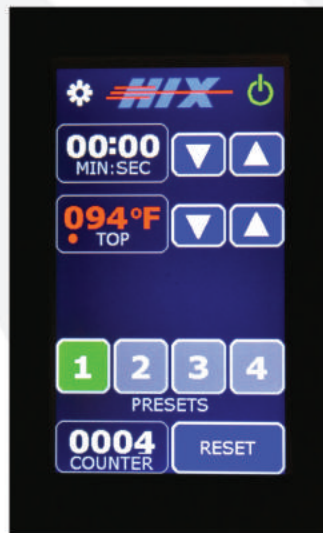 HIX
00:00
MIN:SEC
094°F
TOP
1 2 3 4
PRESETS
0004 RESET
COUNTER